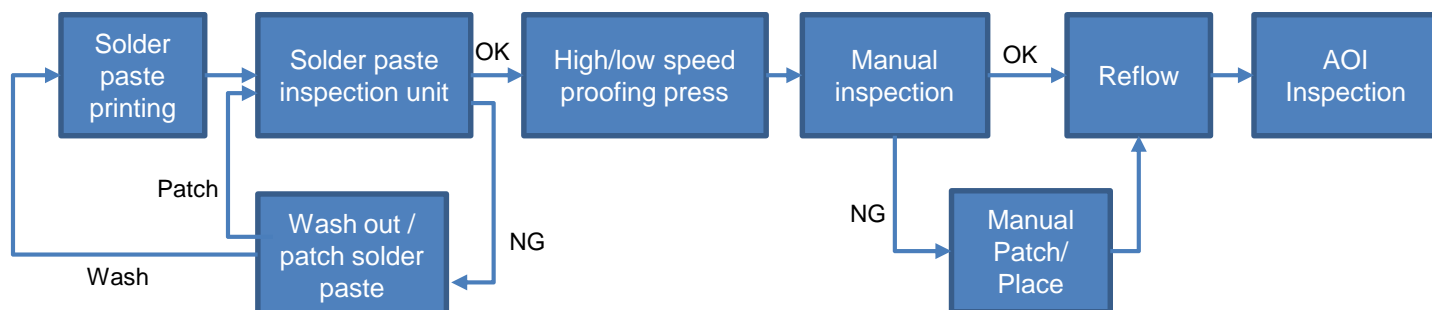 Solder
paste
printing
Solder paste
inspection unit
OK
High/low speed
proofing press
Manual
inspection
OK
Reflow
AOI
Inspection
Patch
Wash out /
patch solder
paste
NG
Wash
NG
Manual
Patch/
Place